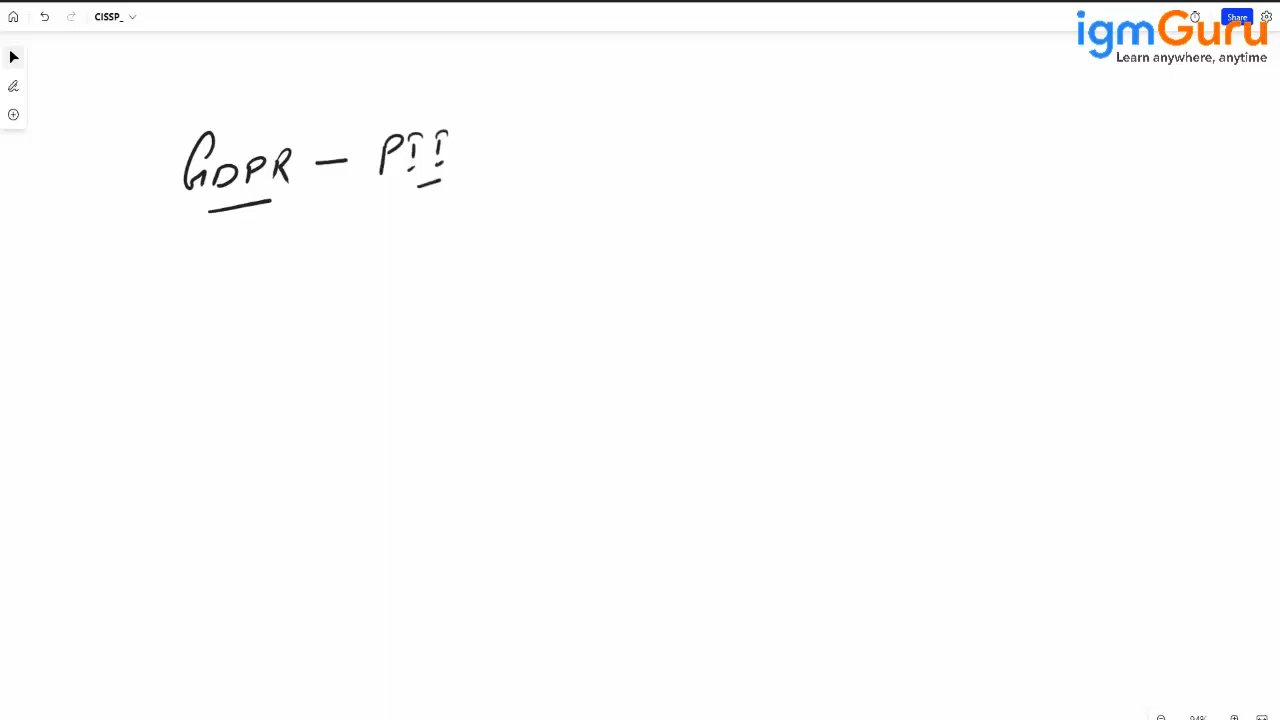 CISSP_
Share
igmGuru
Learn anywhere, anytime
GDPR - PII